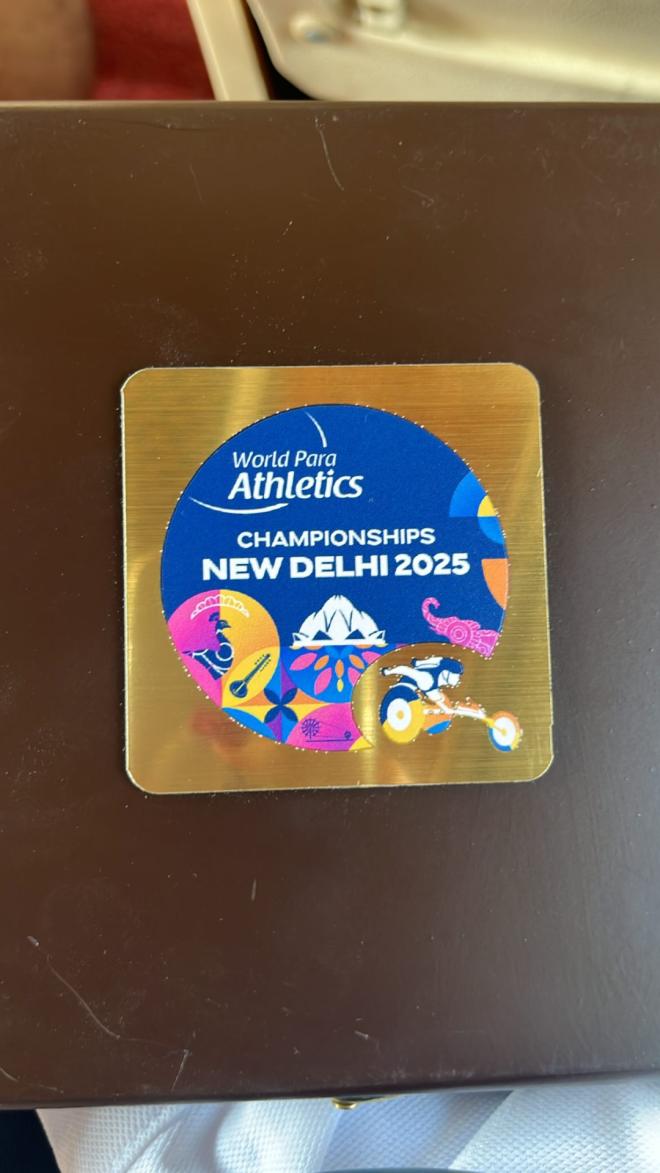 World Para
Athletics
CHAMPIONSHIPS
NEW DELHI 2025